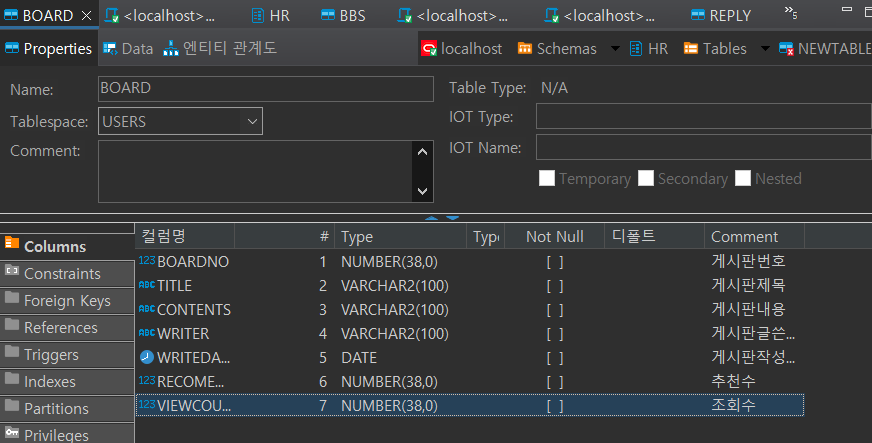 BOARD × <localhost>... HR BBS <localhost>... <localhost>... REPLY »5
Properties Data 엔티티 관계도 localhost Schemas HR Tables NEWTABLE
Name: BOARD Table Type: N/A
Tablespace: USERS IOT Type:
Comment: IOT Name:
Temporary Secondary Nested
Columns
Constraints
Foreign Keys
References
Triggers
Indexes
Partitions
Privileges
컬럼명 # Type Type Not Null 디폴트 Comment
123 BOARDNO 1 NUMBER(38,0) [ ] 게시판번호
ABC TITLE 2 VARCHAR2(100) [ ] 게시판제목
ABC CONTENTS 3 VARCHAR2(100) [ ] 게시판내용
ABC WRITER 4 VARCHAR2(100) [ ] 게시판글쓴...
WRITEDA... 5 DATE [ ] 게시판작성...
123 RECOME... 6 NUMBER(38,0) [ ] 추천수
123 VIEWCOU... 7 NUMBER(38,0) [ ] 조회수